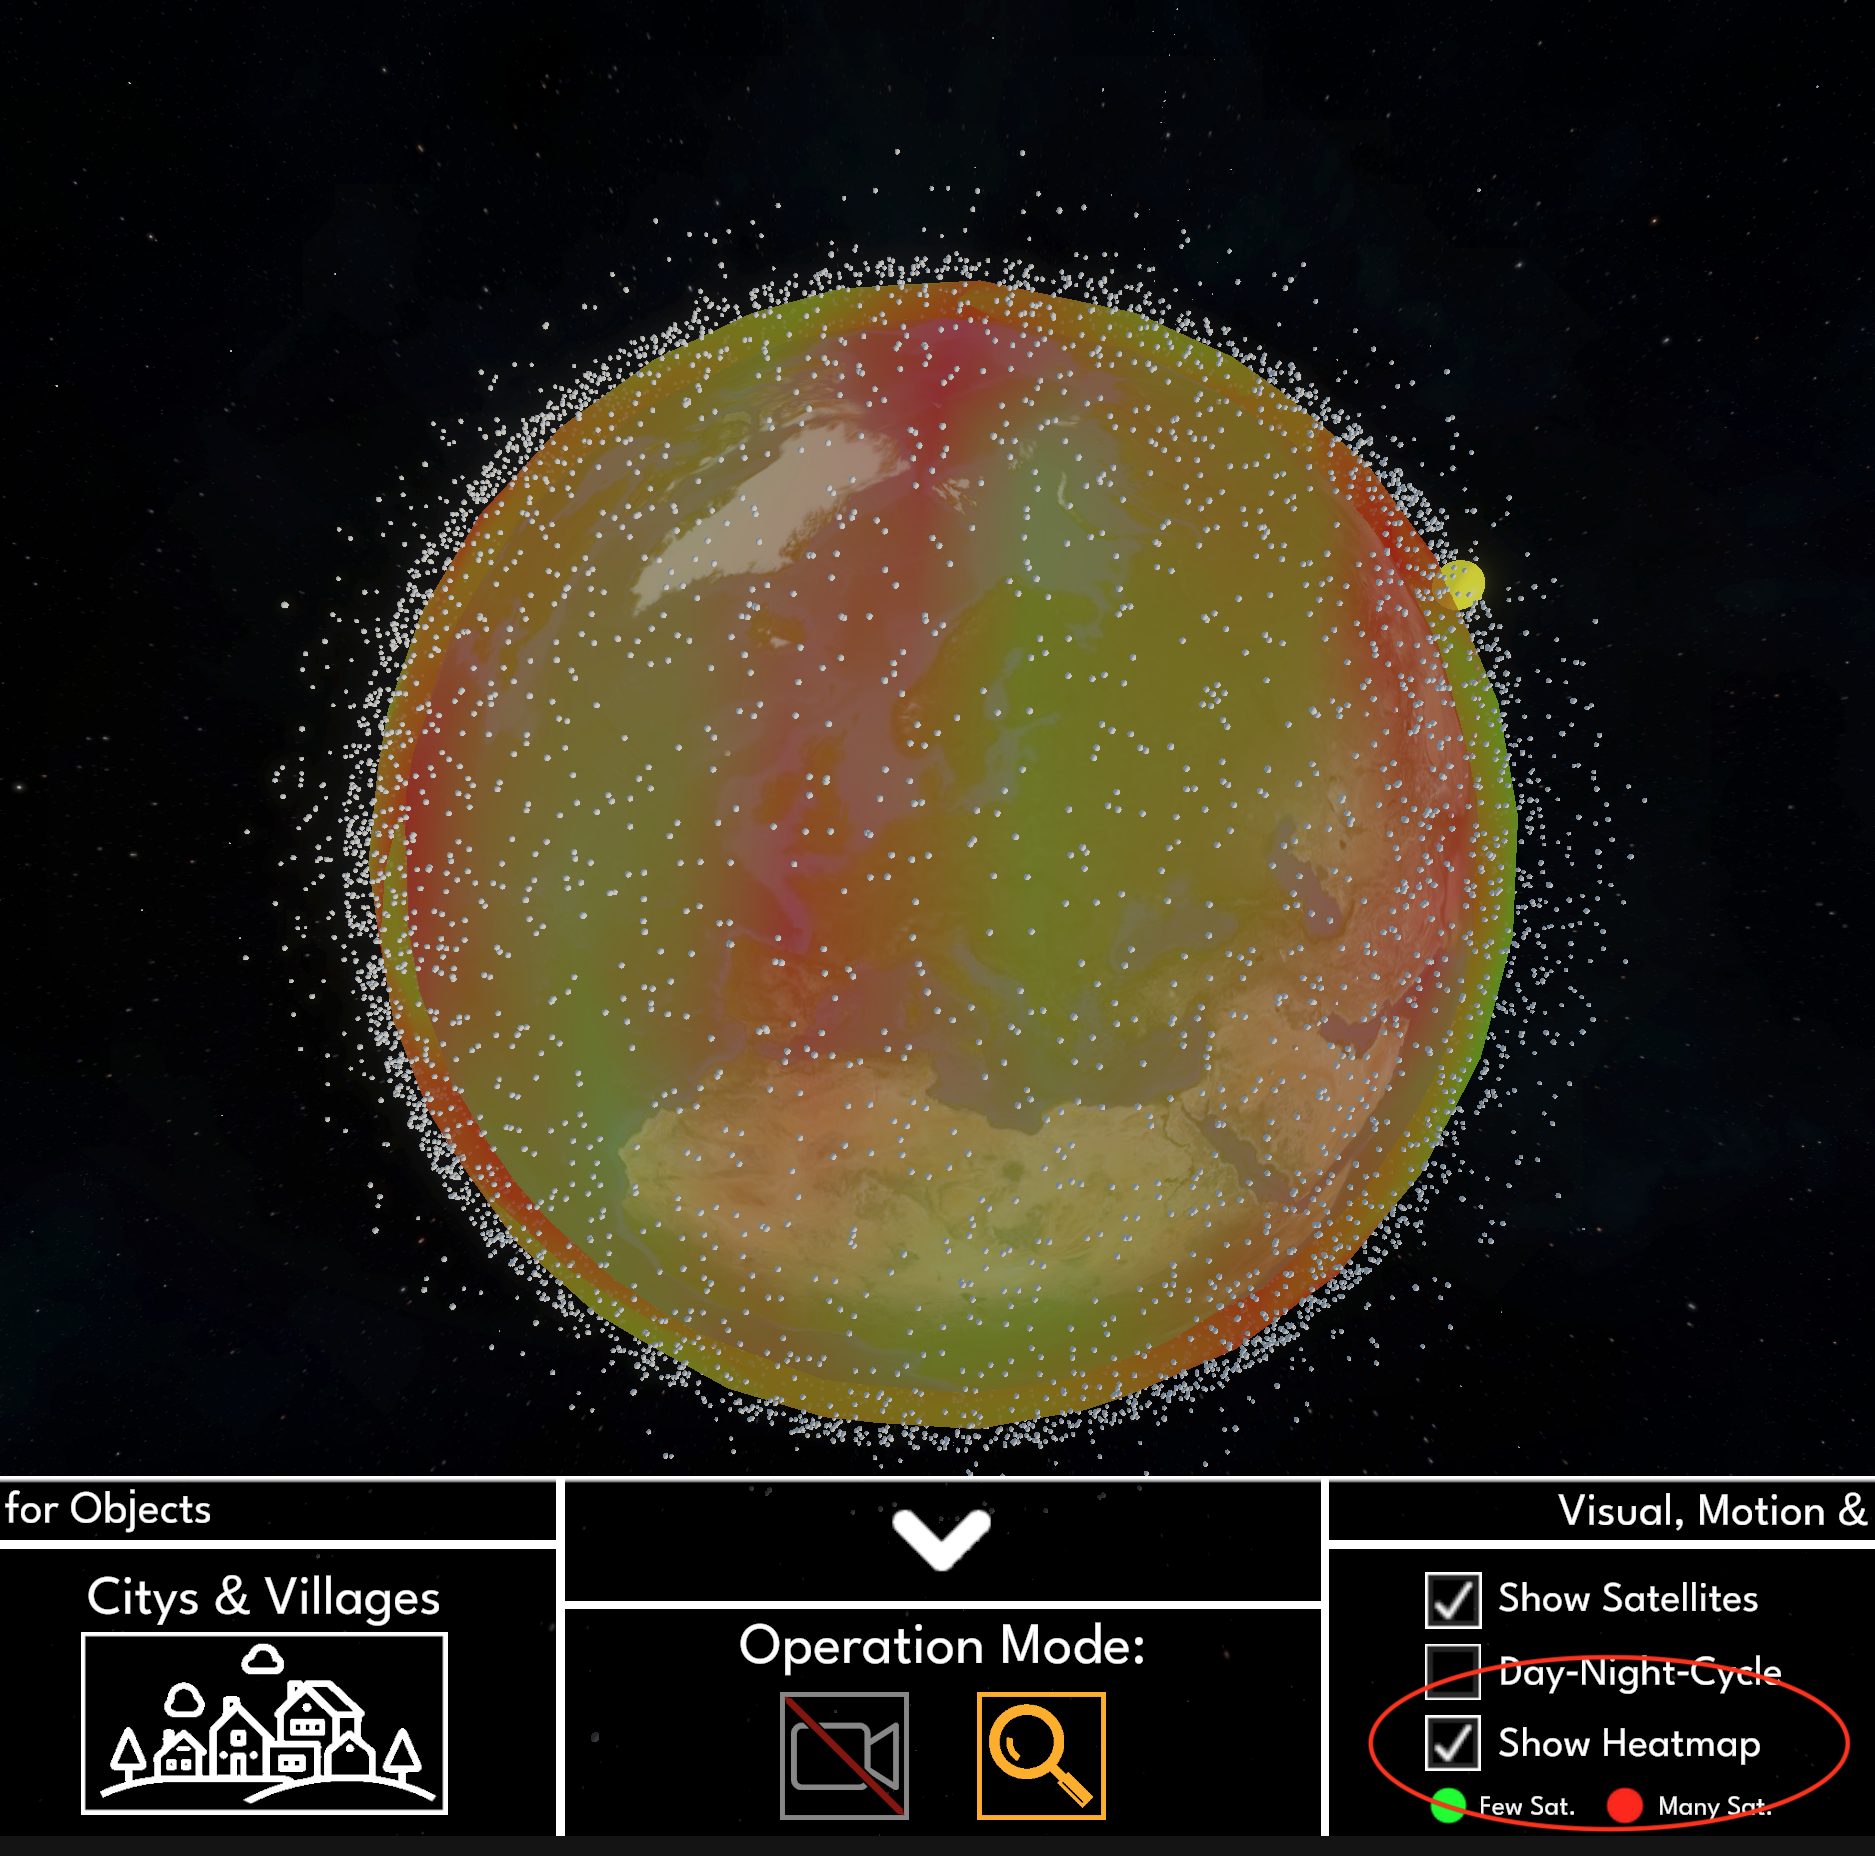 for Objects
Visual, Motion &
Citys & Villages
Operation Mode:
Show Satellites
Day-Night-Cycle
Show Heatmap
Few Sat. Many Sat.